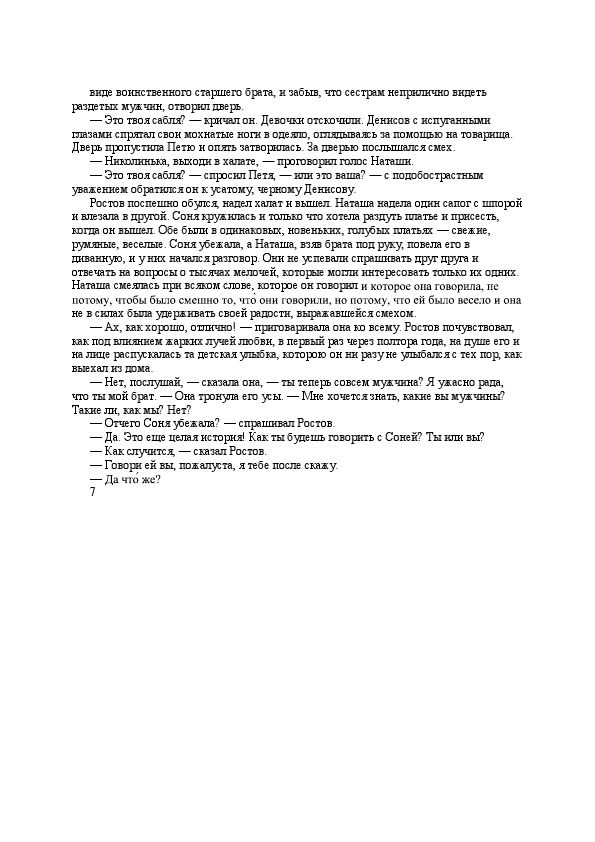 виде воинственного старшего брата, и забыв, что сестрам неприлично видеть
раздетых мужчин, отворил дверь.
— Это твоя сабля? — кричал он. Девочки отскочили. Денисов с испуганными
глазами спрятал свои мохнатые ноги в одеяло, оглядываясь за помощью на товарища.
Дверь пропустила Петю и опять затворилась. За дверью послышался смех.
— Николинька, выходи в халате, — проговорил голос Наташи.
— Это твоя сабля? — спросил Петя, — или это ваша? — с подобострастным
уважением обратился он к усатому, черному Денисову.
Ростов поспешно обулся, надел халат и вышел. Наташа надела один сапог с шпорой
и влезала в другой. Соня кружилась и только что хотела раздуть платье и присесть,
когда он вышел. Обе были в одинаковых, новеньких, голубых платьях — свежие,
румяные, веселые. Соня убежала, а Наташа, взяв брата под руку, повела его в
диванную, и у них начался разговор. Они не успевали спрашивать друг друга и
отвечать на вопросы о тысячах мелочей, которые могли интересовать только их одних.
Наташа смеялась при всяком слове, которое он говорил и которое она говорила, не
потому, чтобы было смешно то, что̀ они говорили, но потому, что ей было весело и она
не в силах была удерживать своей радости, выражавшейся смехом.
— Ах, как хорошо, отлично! — приговаривала она ко всему. Ростов почувствовал,
как под влиянием жарких лучей любви, в первый раз через полтора года, на душе его и
на лице распускалась та детская улыбка, которою он ни разу не улыбался с тех пор, как
выехал из дома.
— Нет, послушай, — сказала она, — ты теперь совсем мужчина? Я ужасно рада,
что ты мой брат. — Она тронула его усы. — Мне хочется знать, какие вы мужчины?
Такие ли, как мы? Нет?
— Отчего Соня убежала? — спрашивал Ростов.
— Да. Это еще целая история! Как ты будешь говорить с Соней? Ты или вы?
— Как случится, — сказал Ростов.
— Говори ей вы, пожалуста, я тебе после скажу.
— Да что́ же?
7